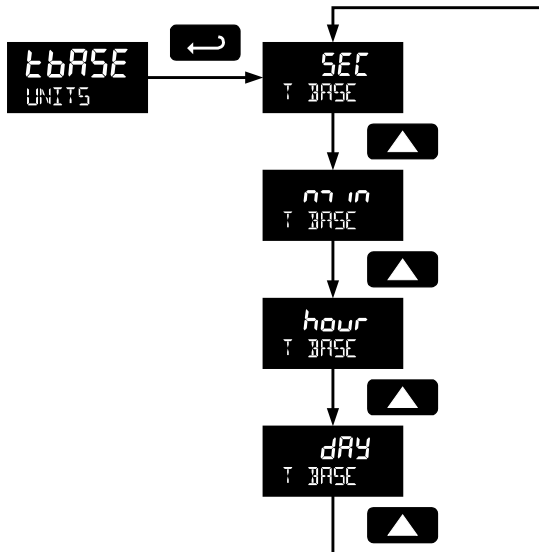 tbASE
UNITS
SEC
T BASE
min
T BASE
hour
T BASE
dAY
T BASE